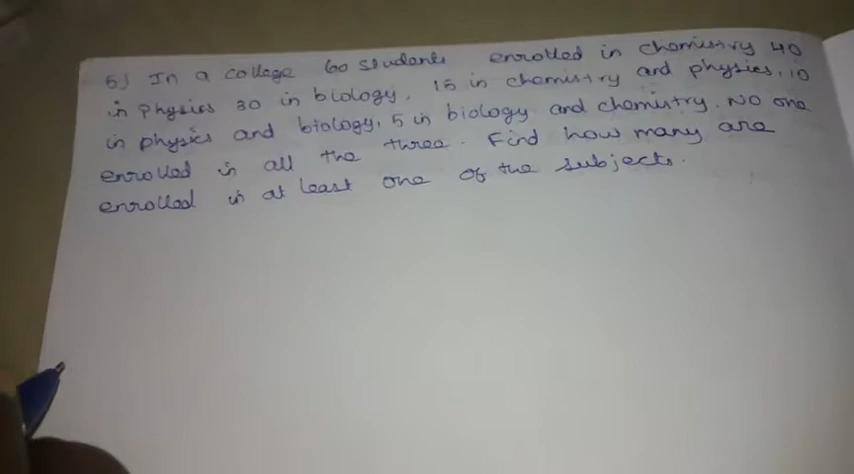 5) In a college 60 students enrolled in chemistry 40
in physics 30 in biology. 15 in chemistry and physics, 10
in physics and biology, 5 in biology and chemistry. No one
enrolled in all the three. Find how many are
enrolled in at least one of the subjects.